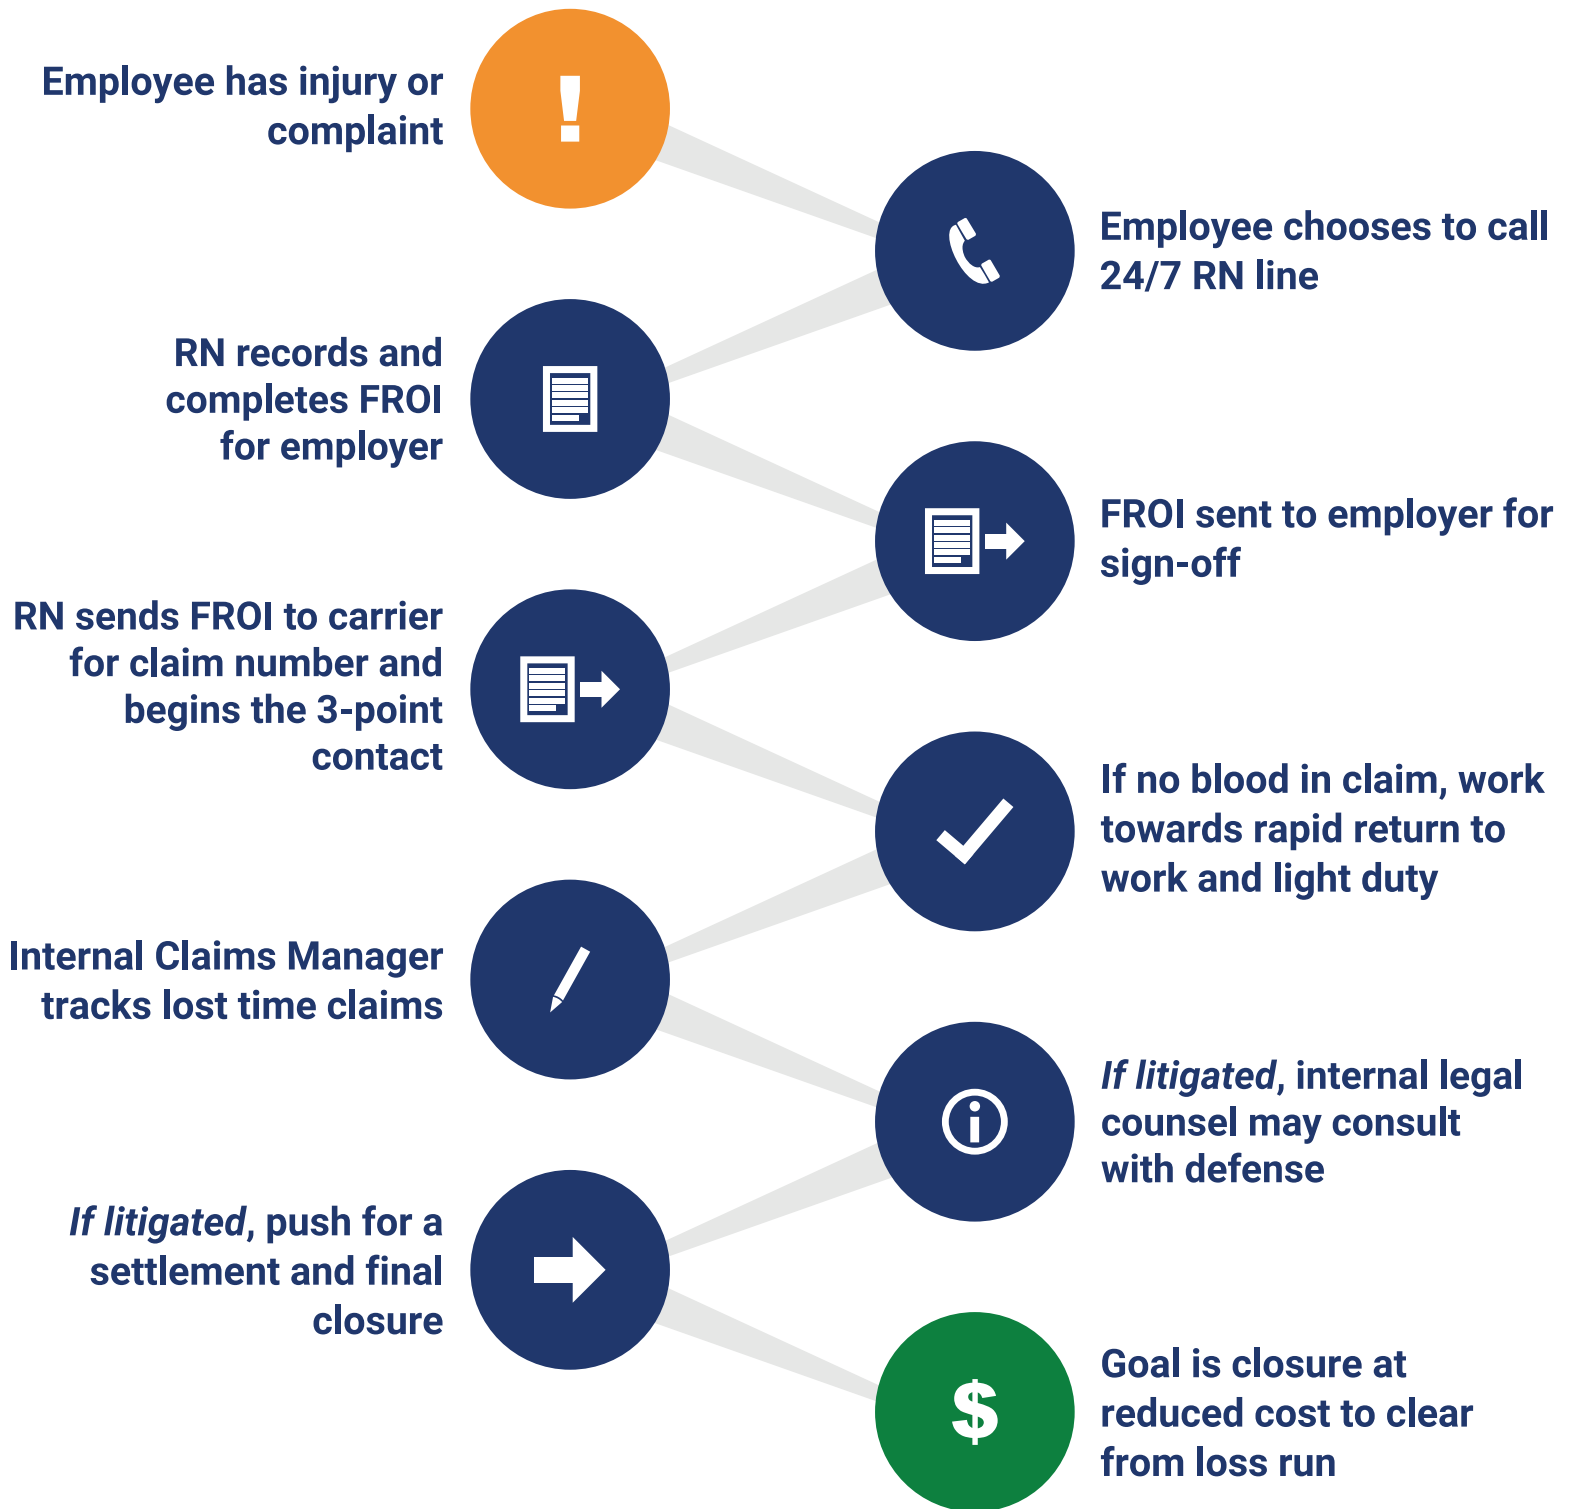 Employee has injury or
complaint
!
Employee chooses to call
24/7 RN line
RN records and
completes FROI
for employer
FROI sent to employer for
sign-off
RN sends FROI to carrier
for claim number and
begins the 3-point
contact
If no blood in claim, work
towards rapid return to
work and light duty
Internal Claims Manager
tracks lost time claims
If litigated, internal legal
counsel may consult
with defense
i
If litigated, push for a
settlement and final
closure
Goal is closure at
reduced cost to clear
from loss run
$